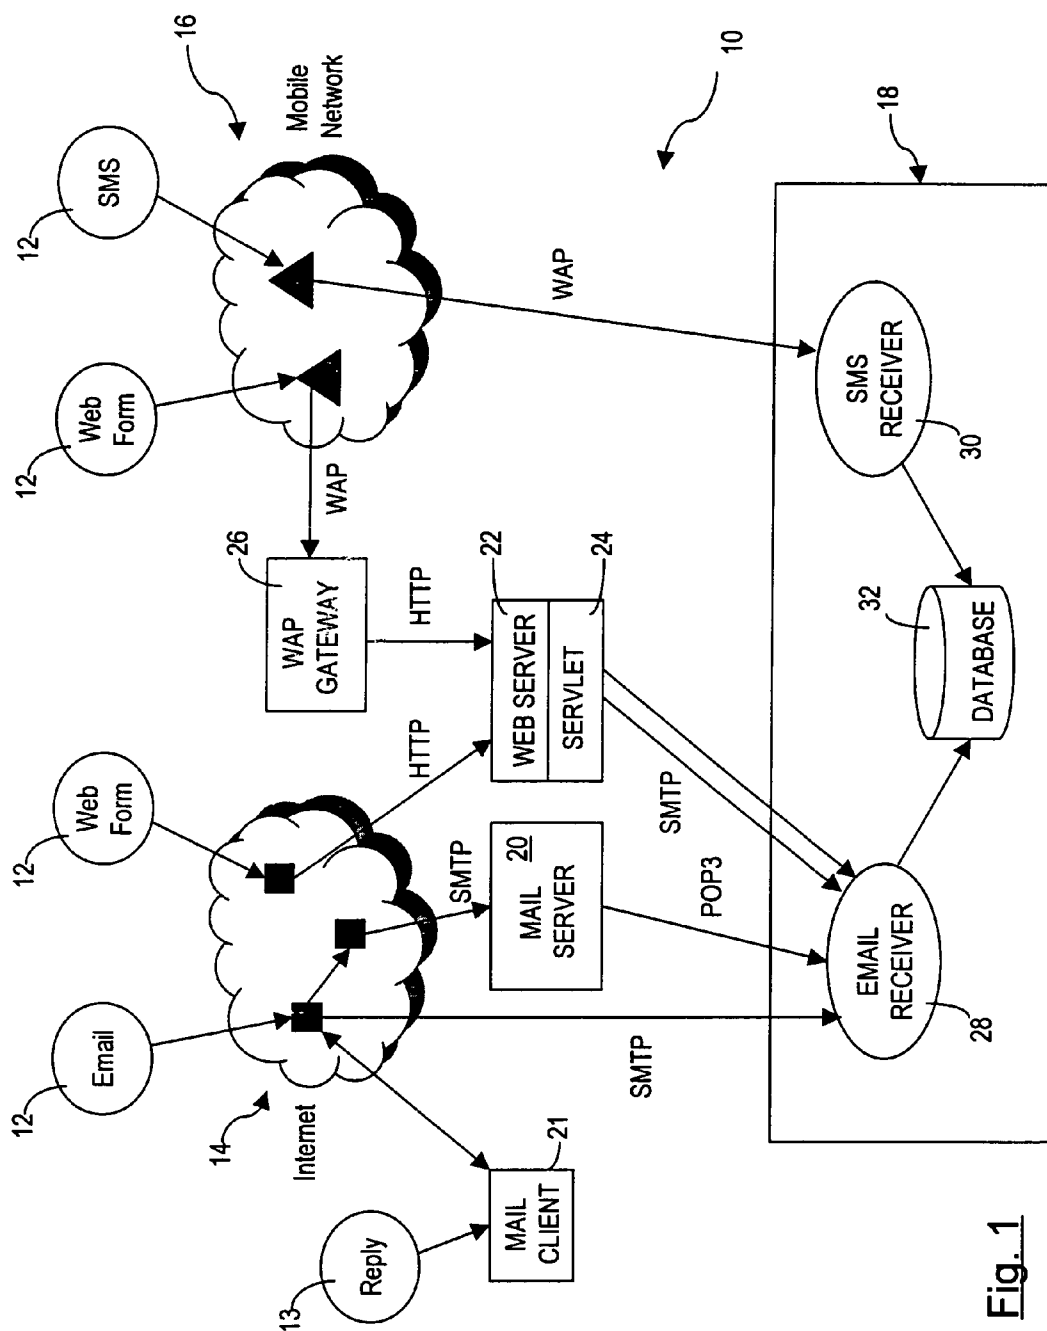 12
Email
12
Web
Form
12
Web
Form
12
SMS
16
13
Reply
14
Internet
Mobile
Network
MAIL
CLIENT
21
SMTP
HTTP
WAP
GATEWAY
26
HTTP
WAP
MAIL
SERVER
20
WEB SERVER
22
SERVLET
24
WAP
10
SMTP
POP3
SMTP
18
EMAIL
RECEIVER
28
DATABASE
32
SMS
RECEIVER
30
Fig. 1